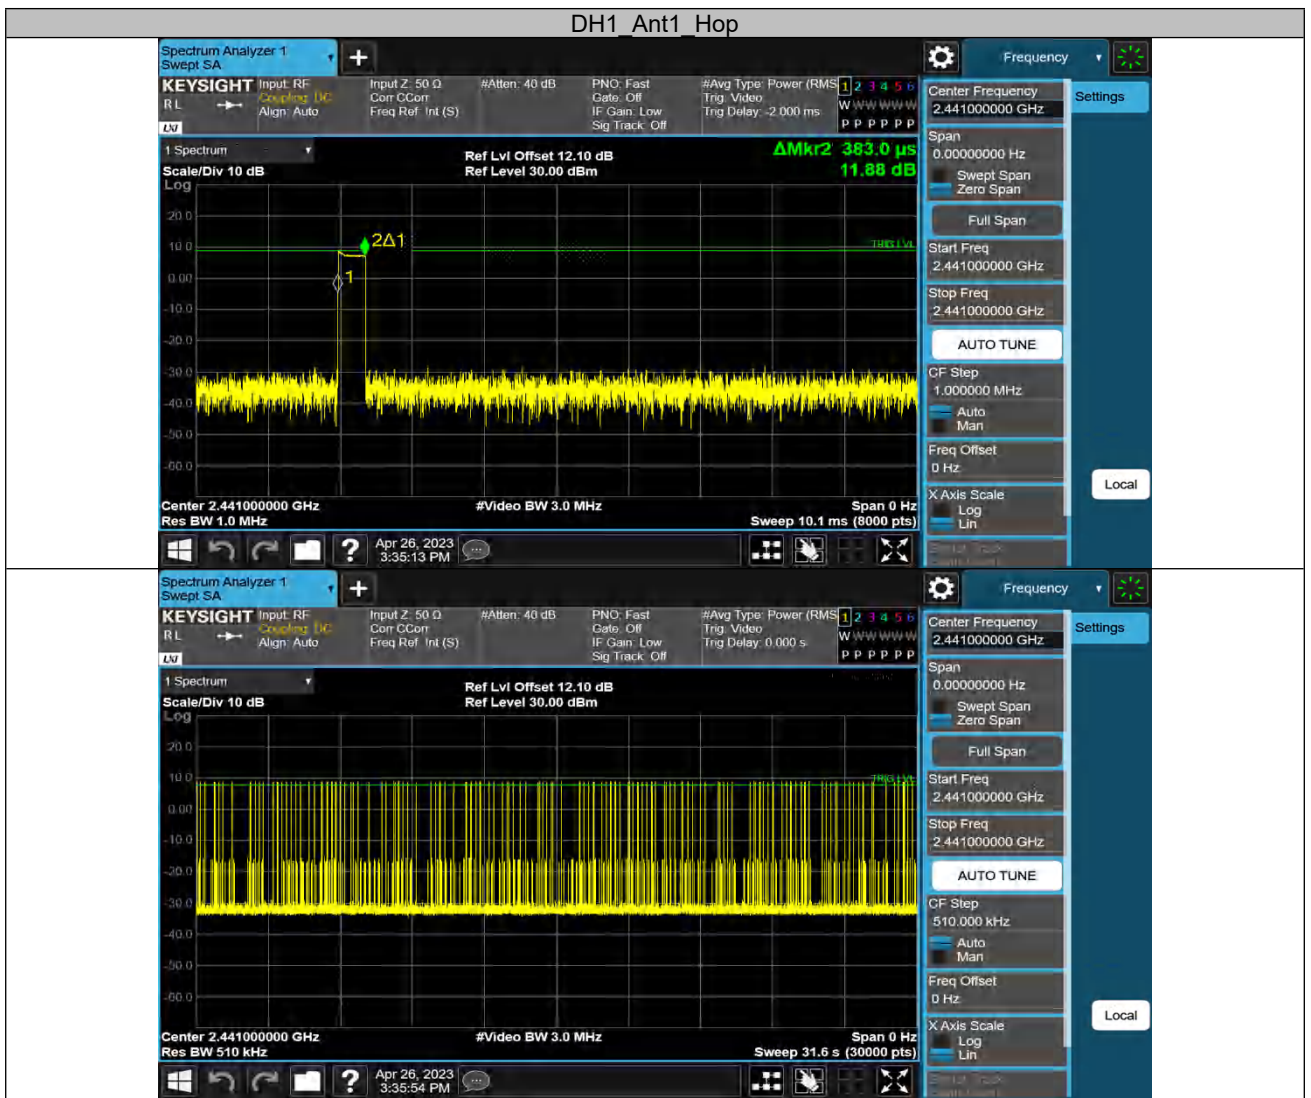 DH1_Ant1_Hop
Spectrum Analyzer 1
Swept SA
KEYSIGHT
RL
LXI
Input: RF
Coupling: DC
Align: Auto
Input Z: 50 Ω
Corr CCorr
Freq Ref: Int (S)
#Atten: 40 dB
PNO: Fast
Gate: Off
IF Gain: Low
Sig Track: Off
#Avg Type: Power (RMS
Trig: Video
Trig Delay: -2.000 ms
1 2 3 4 5 6
W W W W W W
P P P P P P
1 Spectrum
Scale/Div 10 dB
Log
Ref Lvl Offset 12.10 dB
Ref Level 30.00 dBm
ΔMkr2 383.0 µs
11.88 dB
20.0
10.0
0.00
-10.0
-20.0
-30.0
-40.0
-50.0
-60.0
2Δ1
1
TRIG LVL
Center 2.441000000 GHz
Res BW 1.0 MHz
#Video BW 3.0 MHz
Span 0 Hz
Sweep 10.1 ms (8000 pts)
Apr 26, 2023
3:35:13 PM
Frequency
Settings
Center Frequency
2.441000000 GHz
Span
0.00000000 Hz
Swept Span
Zero Span
Full Span
Start Freq
2.441000000 GHz
Stop Freq
2.441000000 GHz
AUTO TUNE
CF Step
1.000000 MHz
Auto
Man
Freq Offset
0 Hz
X Axis Scale
Log
Lin
Local
Spectrum Analyzer 1
Swept SA
KEYSIGHT
RL
LXI
Input: RF
Coupling: DC
Align: Auto
Input Z: 50 Ω
Corr CCorr
Freq Ref: Int (S)
#Atten: 40 dB
PNO: Fast
Gate: Off
IF Gain: Low
Sig Track: Off
#Avg Type: Power (RMS
Trig: Video
Trig Delay: 0.000 s
1 2 3 4 5 6
W W W W W W
P P P P P P
1 Spectrum
Scale/Div 10 dB
Log
Ref Lvl Offset 12.10 dB
Ref Level 30.00 dBm
20.0
10.0
0.00
-10.0
-20.0
-30.0
-40.0
-50.0
-60.0
TRIG LVL
Center 2.441000000 GHz
Res BW 510 kHz
#Video BW 3.0 MHz
Span 0 Hz
Sweep 31.6 s (30000 pts)
Apr 26, 2023
3:35:54 PM
Frequency
Settings
Center Frequency
2.441000000 GHz
Span
0.00000000 Hz
Swept Span
Zero Span
Full Span
Start Freq
2.441000000 GHz
Stop Freq
2.441000000 GHz
AUTO TUNE
CF Step
510.000 kHz
Auto
Man
Freq Offset
0 Hz
X Axis Scale
Log
Lin
Local